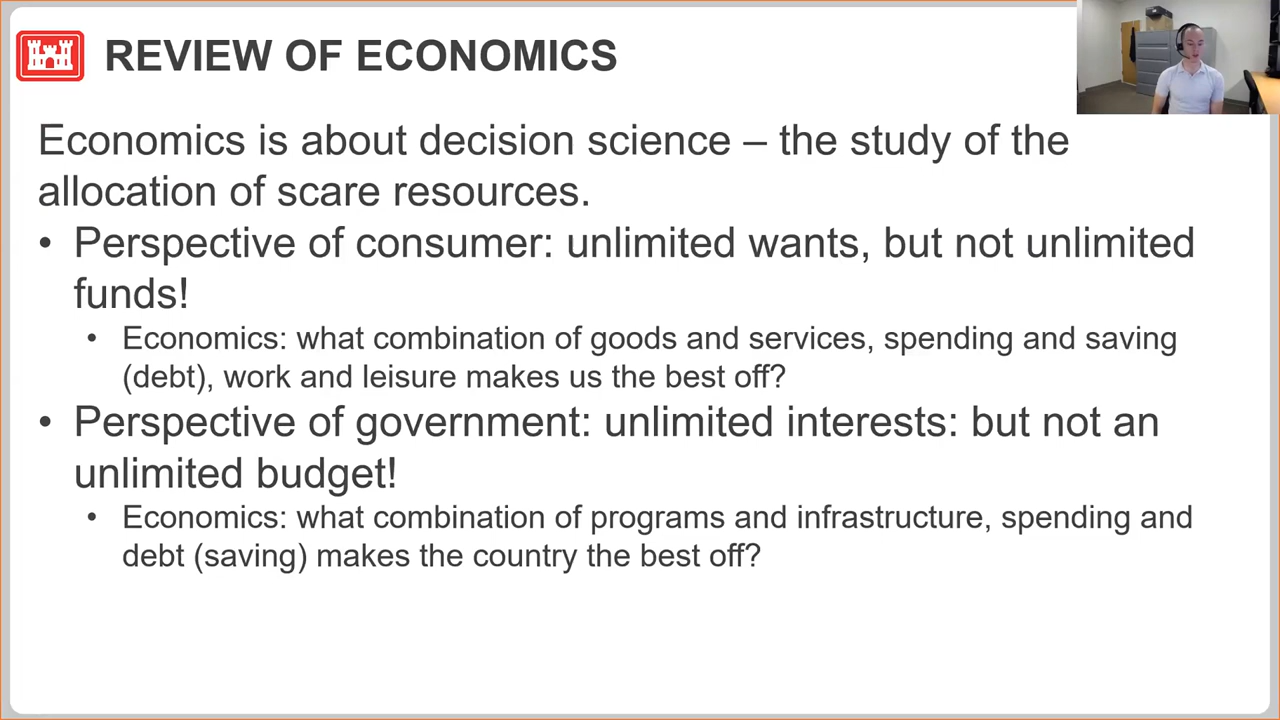 REVIEW OF ECONOMICS
Economics is about decision science – the study of the
allocation of scare resources.
• Perspective of consumer: unlimited wants, but not unlimited
funds!
• Economics: what combination of goods and services, spending and saving
(debt), work and leisure makes us the best off?
• Perspective of government: unlimited interests: but not an
unlimited budget!
• Economics: what combination of programs and infrastructure, spending and
debt (saving) makes the country the best off?